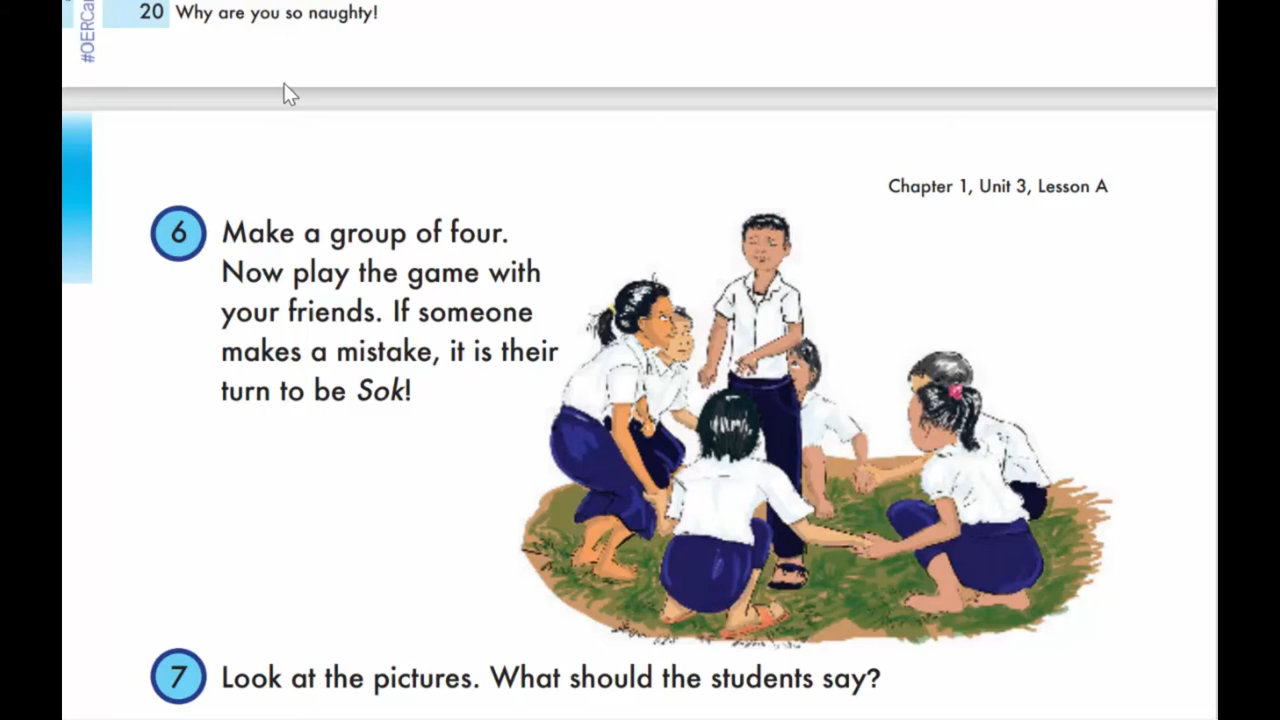 20 Why are you so naughty!
Chapter 1, Unit 3, Lesson A
6 Make a group of four.
Now play the game with
your friends. If someone
makes a mistake, it is their
turn to be Sok!
7 Look at the pictures. What should the students say?